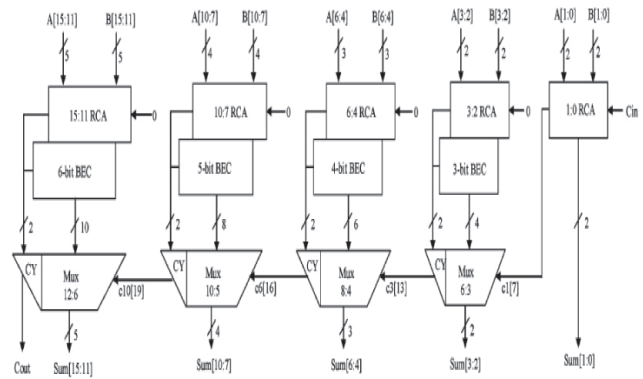 A[15:11] B[15:11] A[10:7] B[10:7] A[6:4] B[6:4] A[3:2] B[3:2] A[1:0] B[1:0]
5 5 4 4 3 3 2 2 2 2
15:11 RCA 0 10:7 RCA 0 6:4 RCA 0 3:2 RCA 0 1:0 RCA Cin
6-bit BEC 5-bit BEC 4-bit BEC 3-bit BEC
2 10 2 8 2 6 2 4 2
CY Mux 12:6 c10[19] CY Mux 10:5 c6[16] CY Mux 8:4 c3[13] CY Mux 6:3 c1[7]
5 4 3 2
Cout Sum[15:11] Sum[10:7] Sum[6:4] Sum[3:2] Sum[1:0]